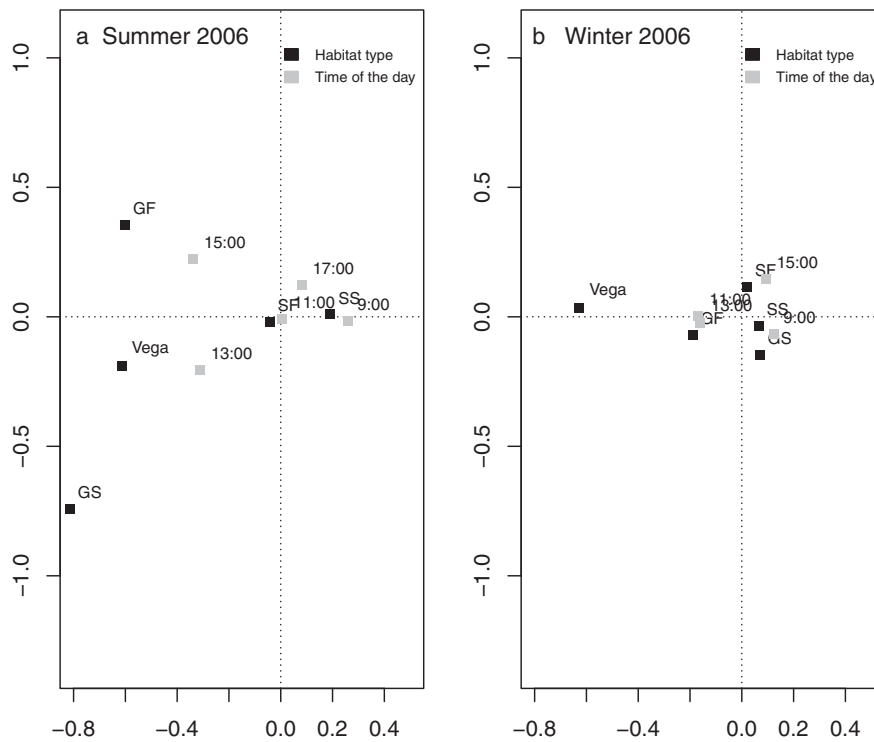 a Summer 2006
Habitat type
Time of the day
1.0
0.5
0.0
−0.5
−1.0
GF
15:00
17:00
SF
11:00
SS
9:00
Vega
13:00
GS
−0.8
−0.4
0.0
0.2
0.4
b Winter 2006
Habitat type
Time of the day
1.0
0.5
0.0
−0.5
−1.0
SF
15:00
Vega
11:00
13:00
GF
SS
9:00
GS
−0.8
−0.4
0.0
0.2
0.4